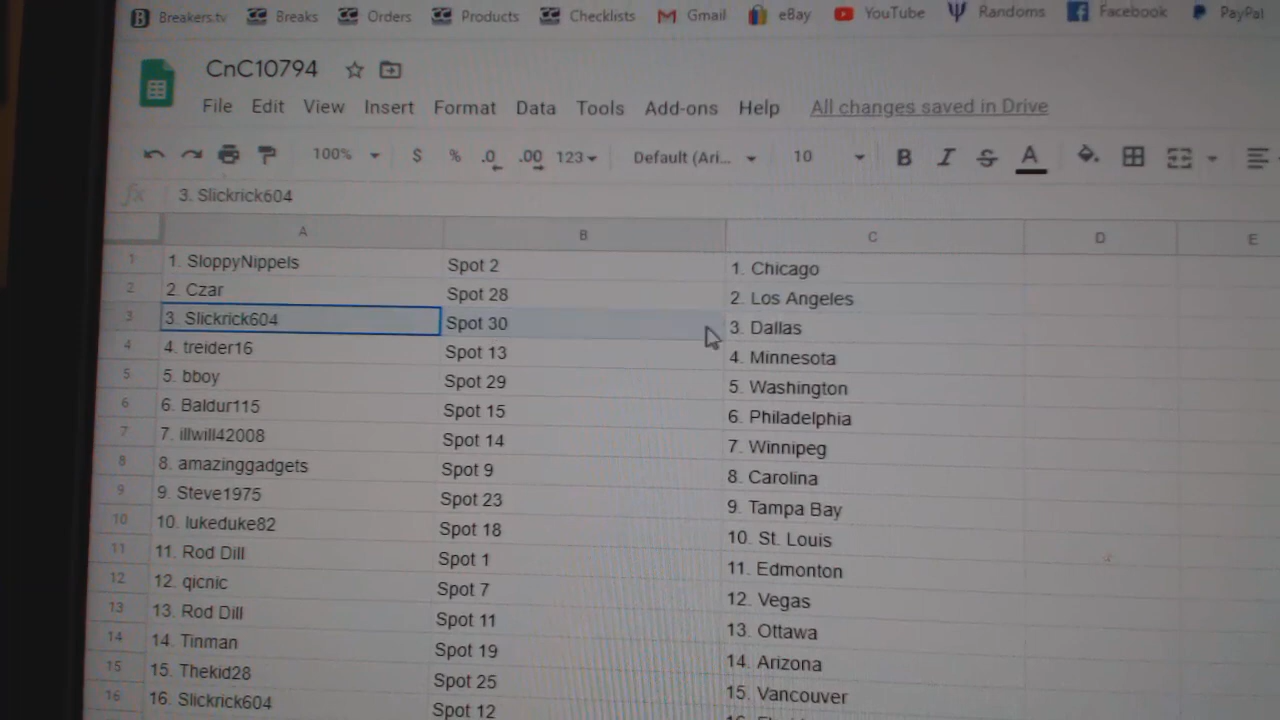 Breakers.tv Breaks Orders Products Checklists Gmail eBay YouTube Randoms Facebook PayPal
CnC10794
File Edit View Insert Format Data Tools Add-ons Help All changes saved in Drive
100% $ % .0 .00 123 Default (Ari... 10 B I S A
fx 3. Slickrick604
A B C D E
1 1. SloppyNippels Spot 2 1. Chicago
2 2. Czar Spot 28 2. Los Angeles
3 3. Slickrick604 Spot 30 3. Dallas
4 4. treider16 Spot 13 4. Minnesota
5 5. bboy Spot 29 5. Washington
6 6. Baldur115 Spot 15 6. Philadelphia
7 7. illwill42008 Spot 14 7. Winnipeg
8 8. amazinggadgets Spot 9 8. Carolina
9 9. Steve1975 Spot 23 9. Tampa Bay
10 10. lukeduke82 Spot 18 10. St. Louis
11 11. Rod Dill Spot 1 11. Edmonton
12 12. qicnic Spot 7 12. Vegas
13 13. Rod Dill Spot 11 13. Ottawa
14 14. Tinman Spot 19 14. Arizona
15 15. Thekid28 Spot 25 15. Vancouver
16 16. Slickrick604 Spot 12